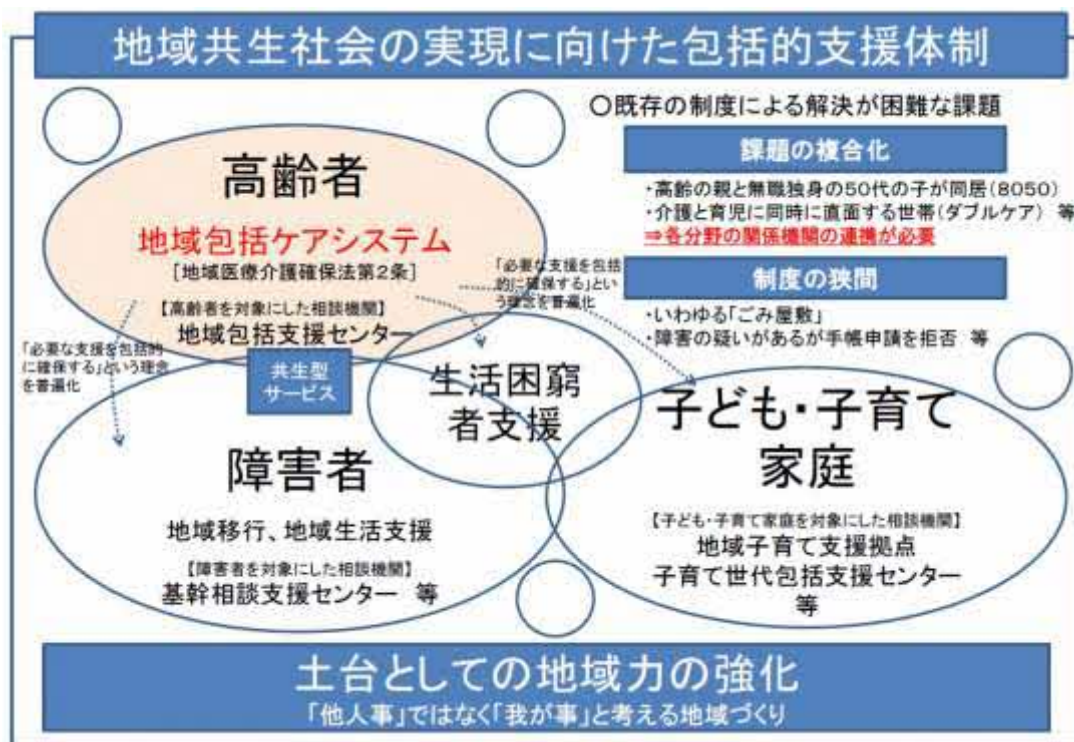 地域共生社会の実現に向けた包括的支援体制
〇既存の制度による解決が困難な課題
課題の複合化
・高齢の親と無職独身の50代の子が同居(8050)
・介護と育児に同時に直面する世帯(ダブルケア) 等
⇒各分野の関係機関の連携が必要
制度の狭間
・いわゆる「ごみ屋敷」
・障害の疑いがあるが手帳申請を拒否 等
高齢者
地域包括ケアシステム
[地域医療介護確保法第2条]
【高齢者を対象にした相談機関】
地域包括支援センター
「必要な支援を包括
的に確保する」とい
う理念を普遍化
「必要な支援を包括的
に確保する」という理念
を普遍化
共生型
サービス
生活困窮
者支援
障害者
地域移行、地域生活支援
【障害者を対象にした相談機関】
基幹相談支援センター 等
子ども・子育て
家庭
【子ども・子育て家庭を対象にした相談機関】
地域子育て支援拠点
子育て世代包括支援センター
等
土台としての地域力の強化
「他人事」ではなく「我が事」と考える地域づくり